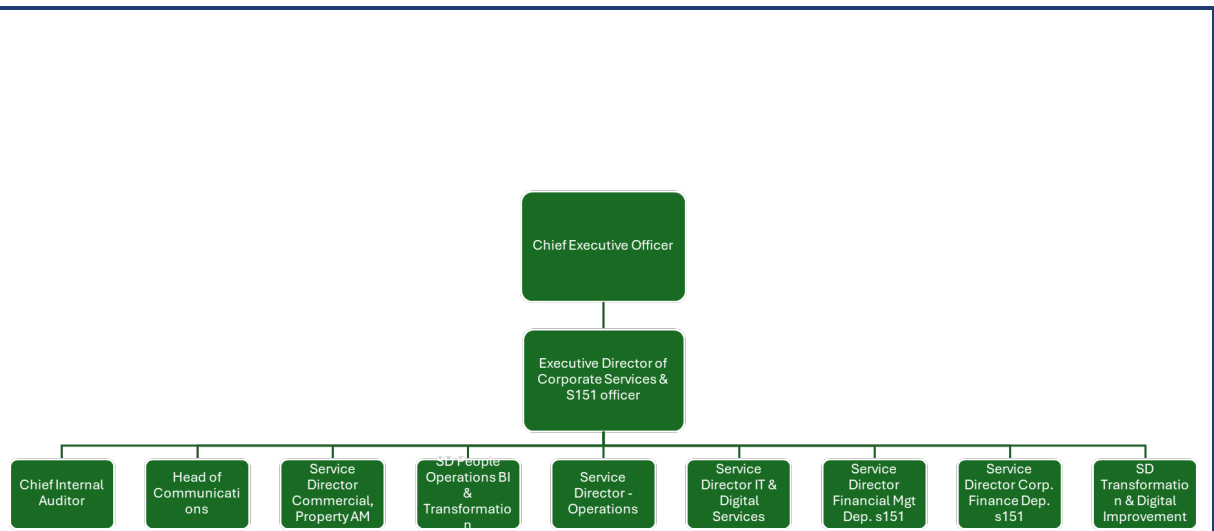 Chief Executive Officer
Executive Director of
Corporate Services &
S151 officer
Chief Internal
Auditor
Head of
Communicati
ons
Service
Director
Commercial,
Property AM
SD People
Operations BI
&
Transformatio
n
Service
Director -
Operations
Service
Director IT &
Digital
Services
Service
Director
Financial Mgt
Dep. s151
Service
Director Corp.
Finance Dep.
s151
SD
Transformatio
n & Digital
Improvement